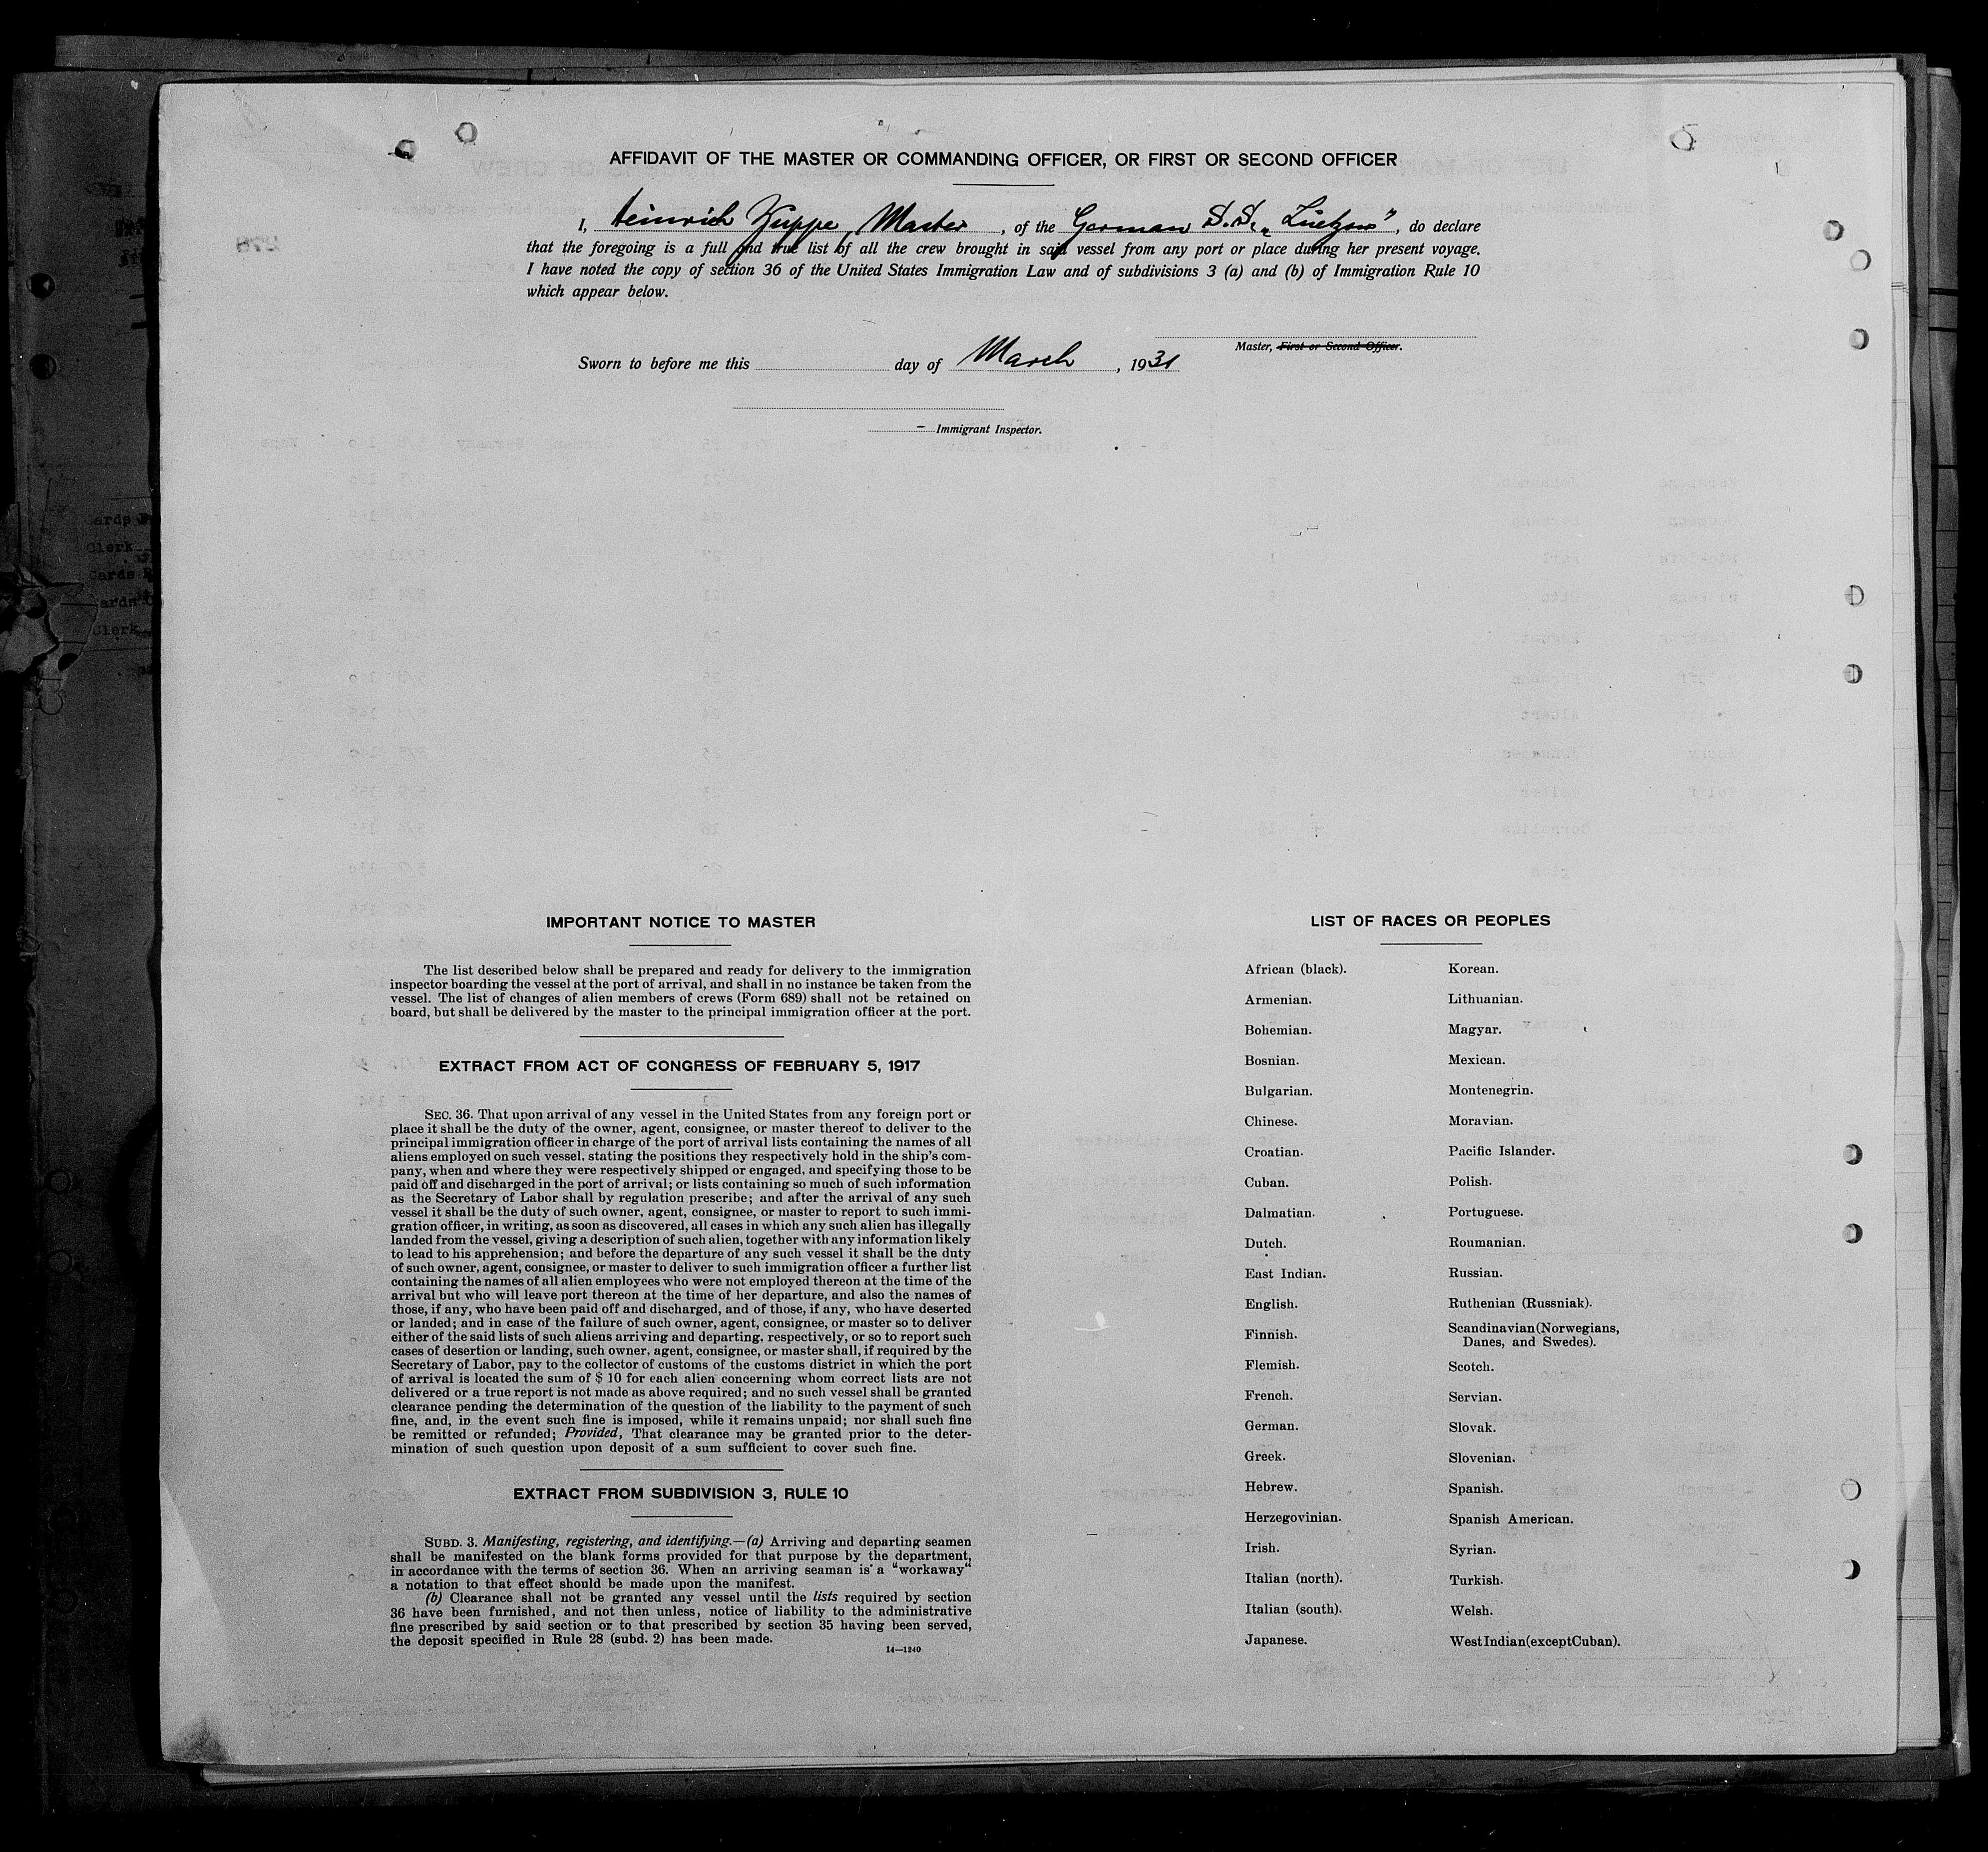 AFFIDAVIT OF THE MASTER OR COMMANDING OFFICER, OR FIRST OR SECOND OFFICER
I, Heinrich Zuppe, Master, of the German S.S. „Lützow", do declare
that the foregoing is a full and true list of all the crew brought in said vessel from any port or place during her present voyage.
I have noted the copy of section 36 of the United States Immigration Law and of subdivisions 3 (a) and (b) of Immigration Rule 10
which appear below.
Master, First or Second Officer.
Sworn to before me this day of March, 1931
Immigrant Inspector.
IMPORTANT NOTICE TO MASTER
The list described below shall be prepared and ready for delivery to the immigration
inspector boarding the vessel at the port of arrival, and shall in no instance be taken from the
vessel. The list of changes of alien members of crews (Form 689) shall not be retained on
board, but shall be delivered by the master to the principal immigration officer at the port.
EXTRACT FROM ACT OF CONGRESS OF FEBRUARY 5, 1917
SEC. 36. That upon arrival of any vessel in the United States from any foreign port or
place it shall be the duty of the owner, agent, consignee, or master thereof to deliver to the
principal immigration officer in charge of the port of arrival lists containing the names of all
aliens employed on such vessel, stating the positions they respectively hold in the ship's com-
pany, when and where they were respectively shipped or engaged, and specifying those to be
paid off and discharged in the port of arrival; or lists containing so much of such information
as the Secretary of Labor shall by regulation prescribe; and after the arrival of any such
vessel it shall be the duty of such owner, agent, consignee, or master to report to such immi-
gration officer, in writing, as soon as discovered, all cases in which any such alien has illegally
landed from the vessel, giving a description of such alien, together with any information likely
to lead to his apprehension; and before the departure of any such vessel it shall be the duty
of such owner, agent, consignee, or master to deliver to such immigration officer a further list
containing the names of all alien employees who were not employed thereon at the time of the
arrival but who will leave port thereon at the time of her departure, and also the names of
those, if any, who have been paid off and discharged, and of those, if any, who have deserted
or landed; and in case of the failure of such owner, agent, consignee, or master so to deliver
either of the said lists of such aliens arriving and departing, respectively, or so to report such
cases of desertion or landing, such owner, agent, consignee, or master shall, if required by the
Secretary of Labor, pay to the collector of customs of the customs district in which the port
of arrival is located the sum of $ 10 for each alien concerning whom correct lists are not
delivered or a true report is not made as above required; and no such vessel shall be granted
clearance pending the determination of the question of the liability to the payment of such
fine, and, in the event such fine is imposed, while it remains unpaid; nor shall such fine
be remitted or refunded; Provided, That clearance may be granted prior to the deter-
mination of such question upon deposit of a sum sufficient to cover such fine.
EXTRACT FROM SUBDIVISION 3, RULE 10
SUBD. 3. Manifesting, registering, and identifying.—(a) Arriving and departing seamen
shall be manifested on the blank forms provided for that purpose by the department,
in accordance with the terms of section 36. When an arriving seaman is a "workaway"
a notation to that effect should be made upon the manifest.
(b) Clearance shall not be granted any vessel until the lists required by section
36 have been furnished, and not then unless, notice of liability to the administrative
fine prescribed by said section or to that prescribed by section 35 having been served,
the deposit specified in Rule 28 (subd. 2) has been made.
14—1240
LIST OF RACES OR PEOPLES
African (black).
Armenian.
Bohemian.
Bosnian.
Bulgarian.
Chinese.
Croatian.
Cuban.
Dalmatian.
Dutch.
East Indian.
English.
Finnish.
Flemish.
French.
German.
Greek.
Hebrew.
Herzegovinian.
Irish.
Italian (north).
Italian (south).
Japanese.
Korean.
Lithuanian.
Magyar.
Mexican.
Montenegrin.
Moravian.
Pacific Islander.
Polish.
Portuguese.
Roumanian.
Russian.
Ruthenian (Russniak).
Scandinavian(Norwegians,
Danes, and Swedes).
Scotch.
Servian.
Slovak.
Slovenian.
Spanish.
Spanish American.
Syrian.
Turkish.
Welsh.
WestIndian(exceptCuban).